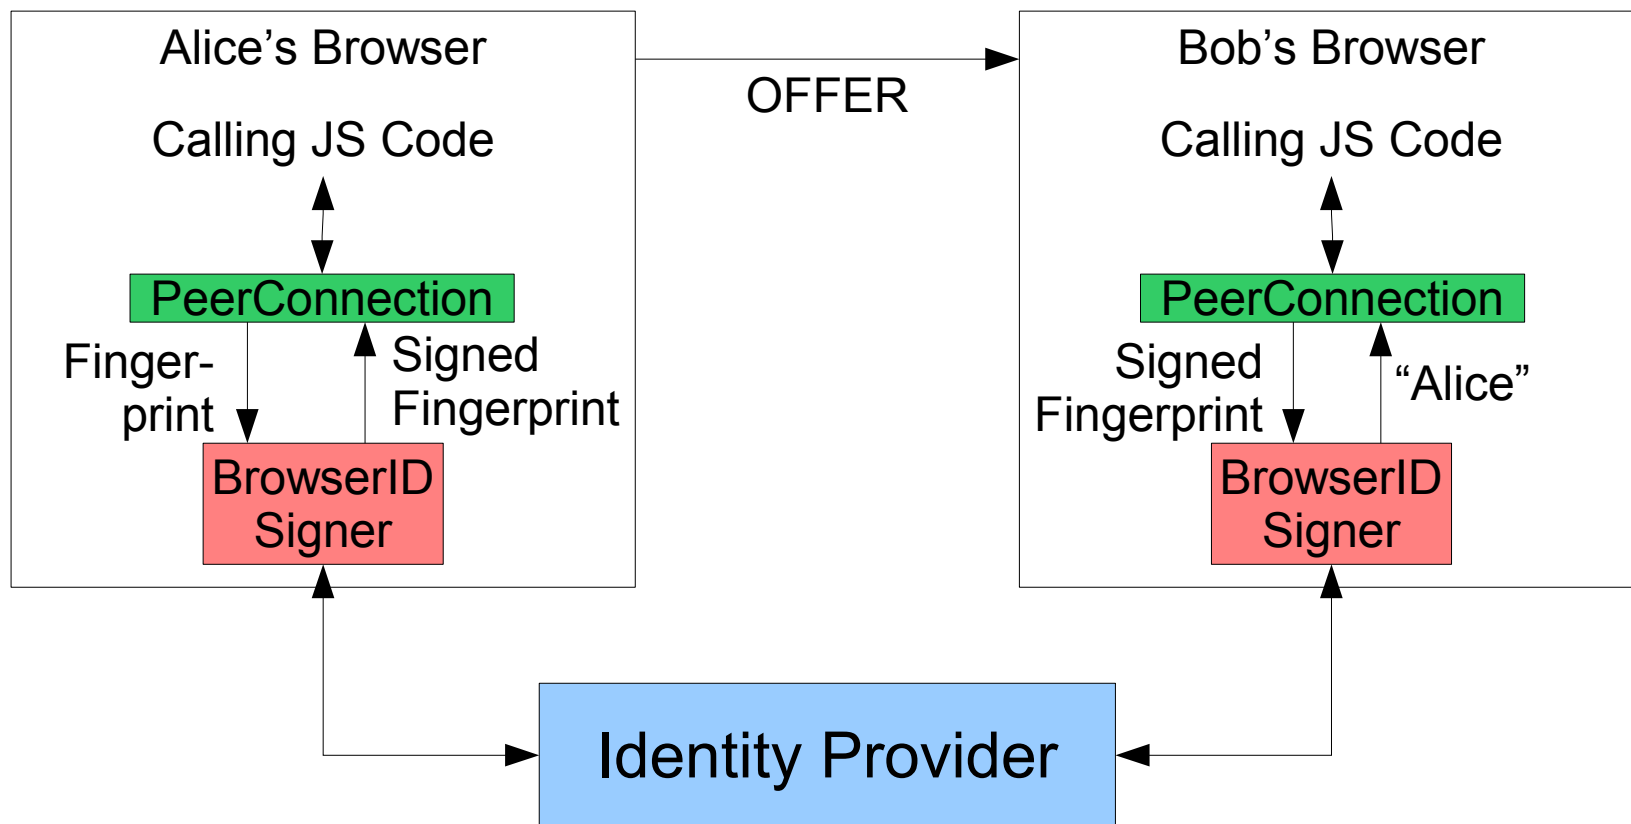 Alice’s Browser
Calling JS Code
PeerConnection
Finger-
print
Signed
Fingerprint
BrowserID
Signer
OFFER
Bob’s Browser
Calling JS Code
PeerConnection
Signed
Fingerprint
“Alice”
BrowserID
Signer
Identity Provider